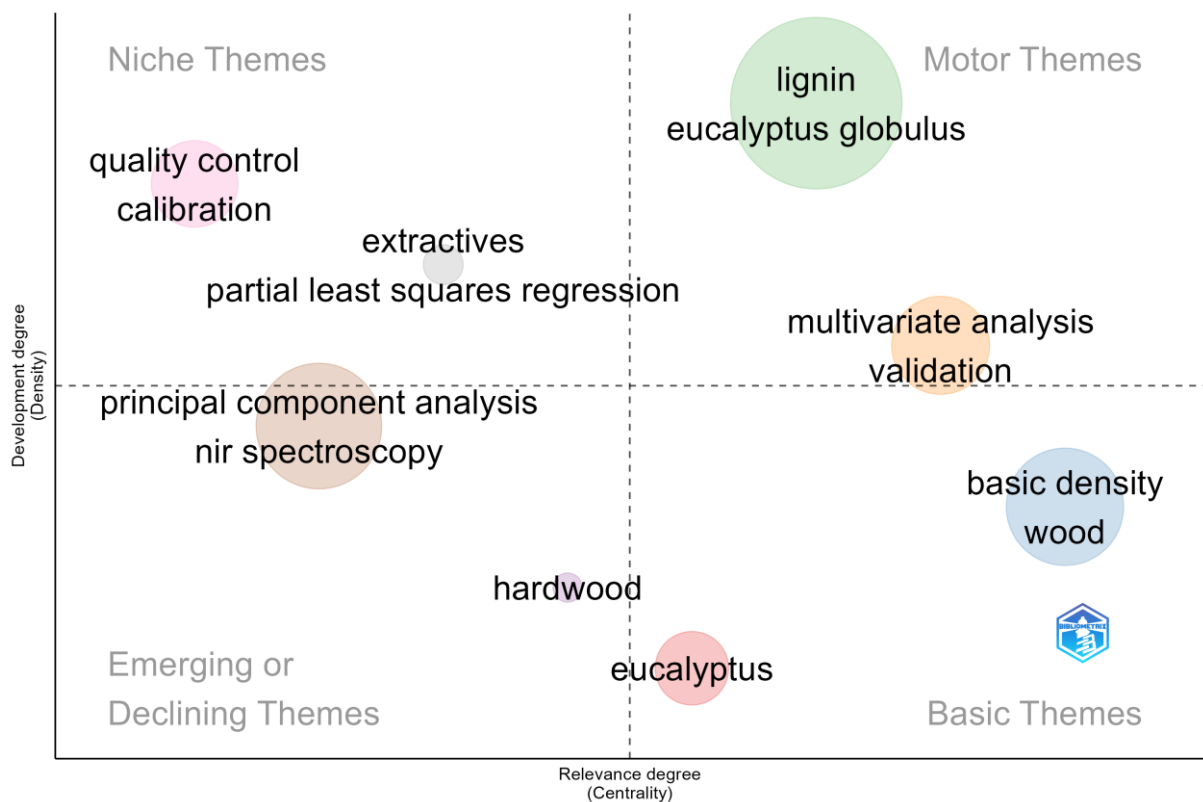 Niche Themes
Motor Themes
lignin
eucalyptus globulus
quality control
calibration
extractives
partial least squares regression
multivariate analysis
validation
principal component analysis
nir spectroscopy
basic density
wood
hardwood
BIBLIOMETRIX
eucalyptus
Emerging or
Declining Themes
Basic Themes
Development degree
(Density)
Relevance degree
(Centrality)